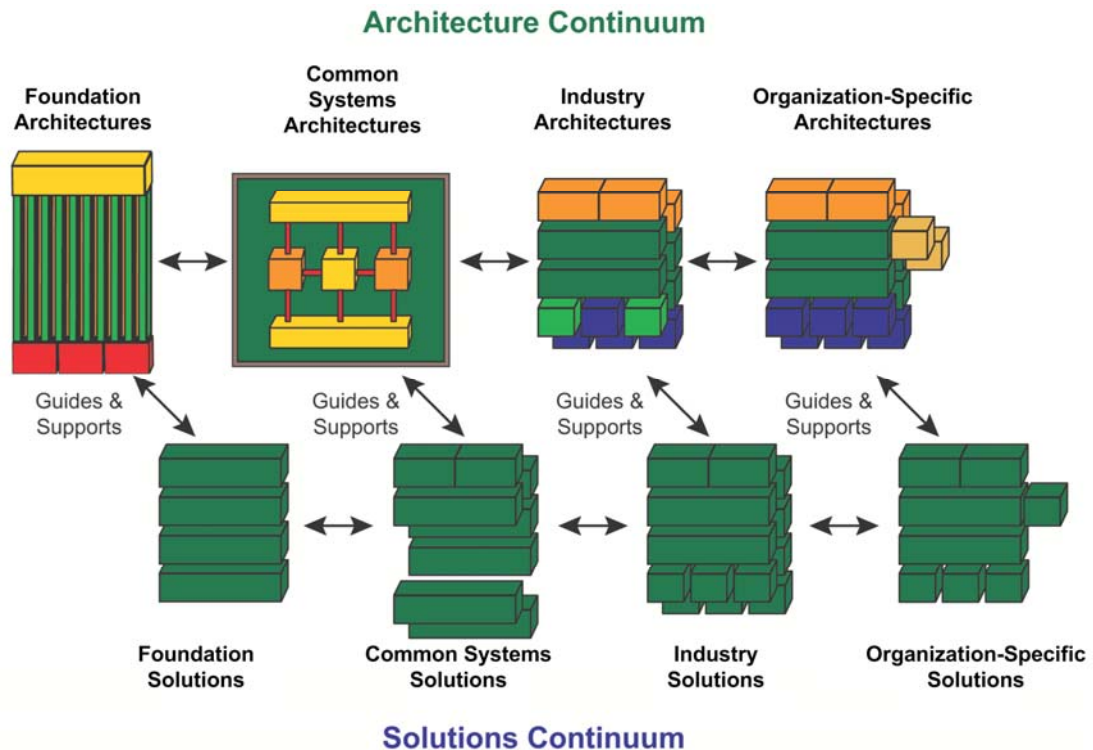 Architecture Continuum
Foundation
Architectures
Common
Systems
Architectures
Industry
Architectures
Organization-Specific
Architectures
Guides &
Supports
Guides &
Supports
Guides &
Supports
Guides &
Supports
Foundation
Solutions
Common Systems
Solutions
Industry
Solutions
Organization-Specific
Solutions
Solutions Continuum